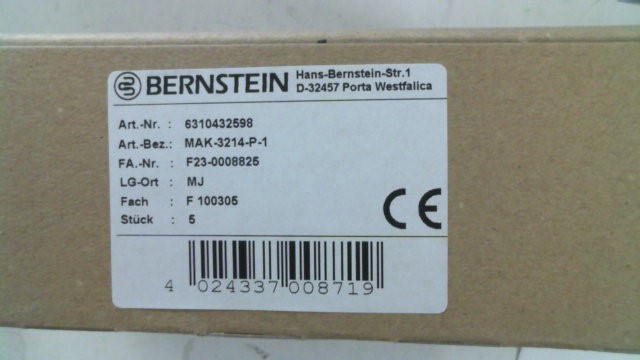 BERNSTEIN
Hans-Bernstein-Str.1
D-32457 Porta Westfalica
Art.-Nr. : 6310432598
Art.-Bez.: MAK-3214-P-1
FA.-Nr. : F23-0008825
LG-Ort : MJ
Fach : F 100305
Stück : 5
CE
4 024337 008719